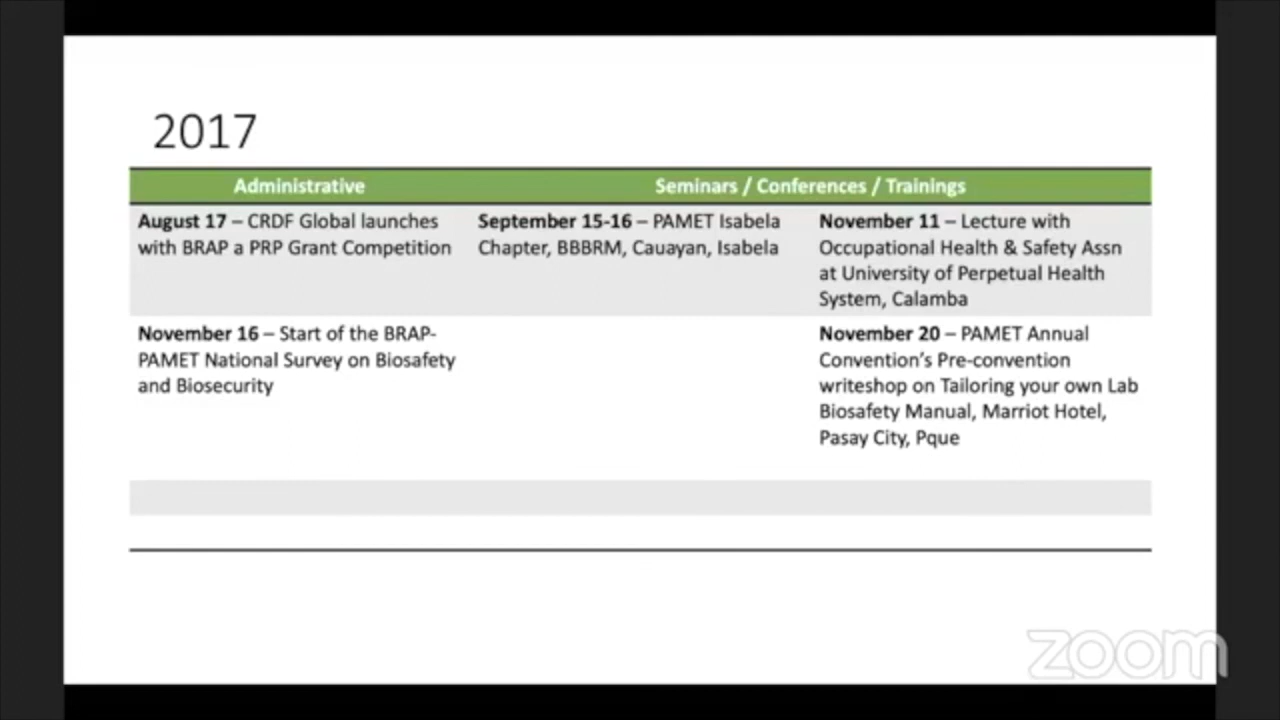 2017
Administrative
Seminars / Conferences / Trainings
August 17 – CRDF Global launches
with BRAP a PRP Grant Competition
September 15-16 – PAMET Isabela
Chapter, BBBRM, Cauayan, Isabela
November 11 – Lecture with
Occupational Health & Safety Assn
at University of Perpetual Health
System, Calamba
November 16 – Start of the BRAP-
PAMET National Survey on Biosafety
and Biosecurity
November 20 – PAMET Annual
Convention's Pre-convention
writeshop on Tailoring your own Lab
Biosafety Manual, Marriot Hotel,
Pasay City, Pque
zoom